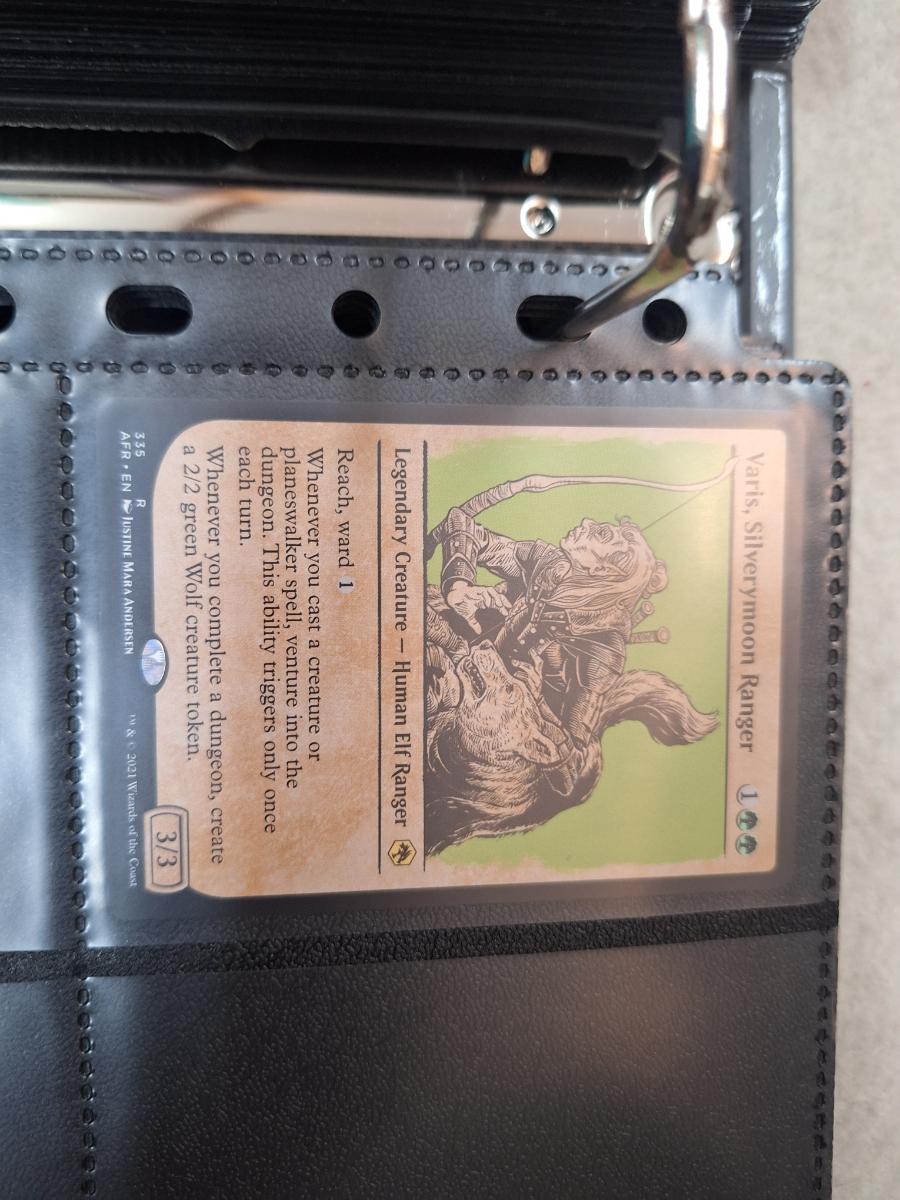 Varis, Silverymoon Ranger 1
Legendary Creature — Human Elf Ranger
Reach, ward 1
Whenever you cast a creature or
planeswalker spell, venture into the
dungeon. This ability triggers only once
each turn.
Whenever you complete a dungeon, create
a 2/2 green Wolf creature token.
3/3
335 R
AFR • EN JUSTINE MARA ANDERSEN
™ & © 2021 Wizards of the Coast